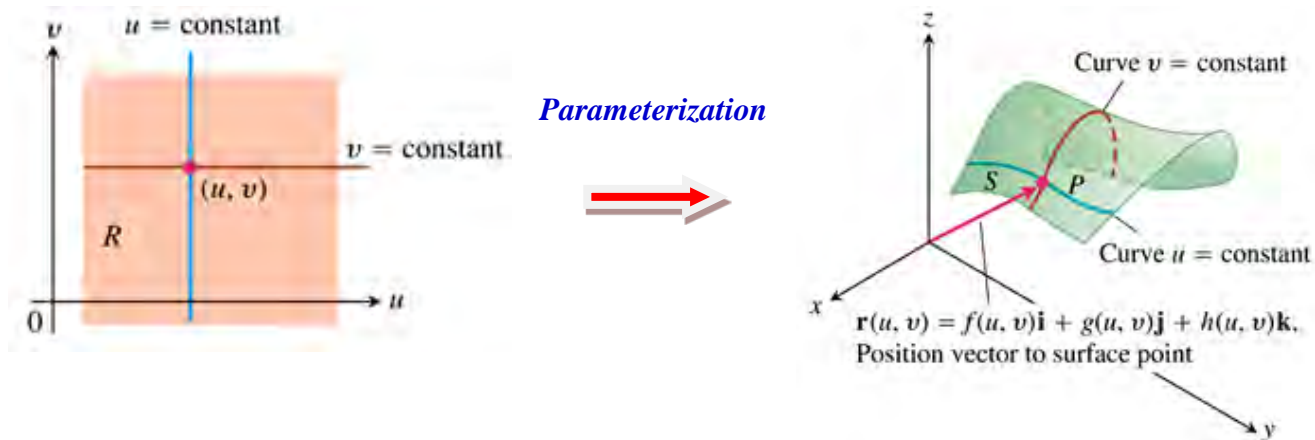 u = constant
v
Parameterization
v = constant
(u, v)
R
u
0
z
Curve v = constant
S
P
Curve u = constant
x
r(u, v) = f(u, v)i + g(u, v)j + h(u, v)k,
Position vector to surface point
y